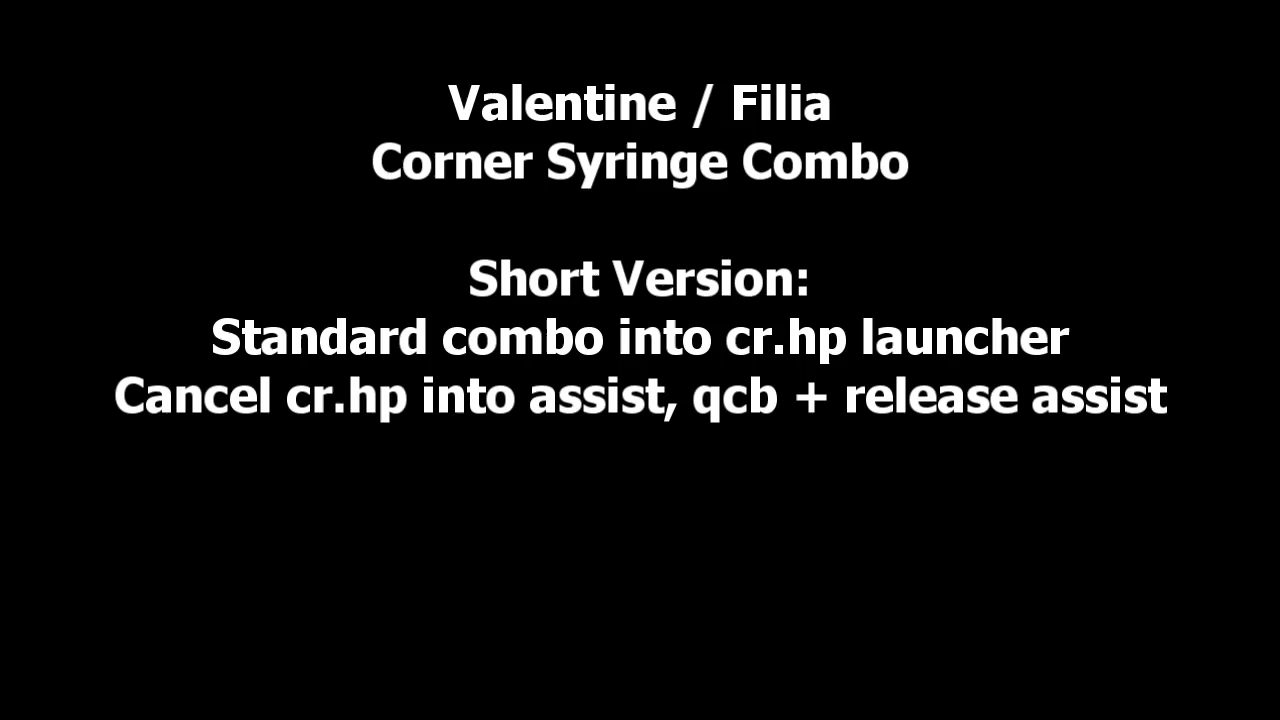 Valentine / Filia
Corner Syringe Combo
Short Version:
Standard combo into cr.hp launcher
Cancel cr.hp into assist, qcb + release assist